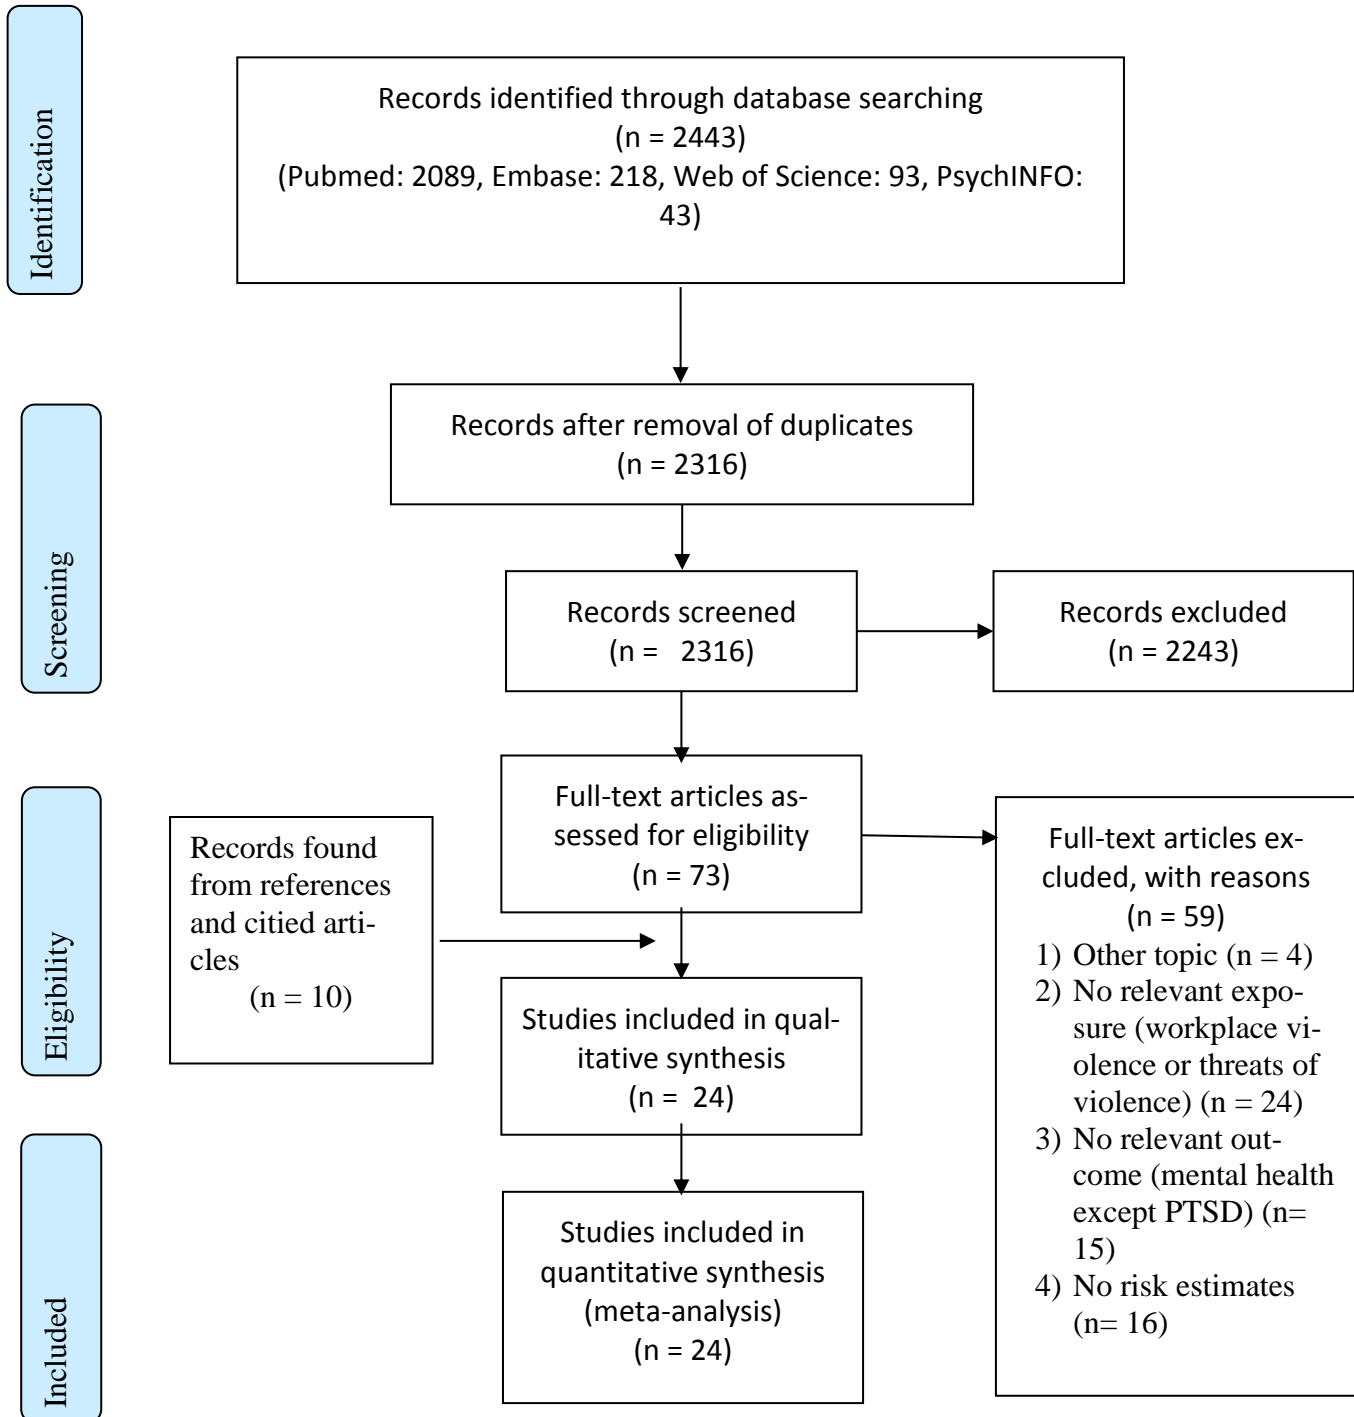 Identification
Records identified through database searching
(n = 2443)
(Pubmed: 2089, Embase: 218, Web of Science: 93, PsychINFO:
43)
Screening
Records after removal of duplicates
(n = 2316)
Records screened
(n = 2316)
Records excluded
(n = 2243)
Eligibility
Full-text articles as-
sessed for eligibility
(n = 73)
Records found
from references
and citied arti-
cles
(n = 10)
Full-text articles ex-
cluded, with reasons
(n = 59)
1) Other topic (n = 4)
2) No relevant expo-
sure (workplace vi-
olence or threats of
violence) (n = 24)
3) No relevant out-
come (mental health
except PTSD) (n=
15)
4) No risk estimates
(n= 16)
Studies included in qual-
itative synthesis
(n = 24)
Included
Studies included in
quantitative synthesis
(meta-analysis)
(n = 24)